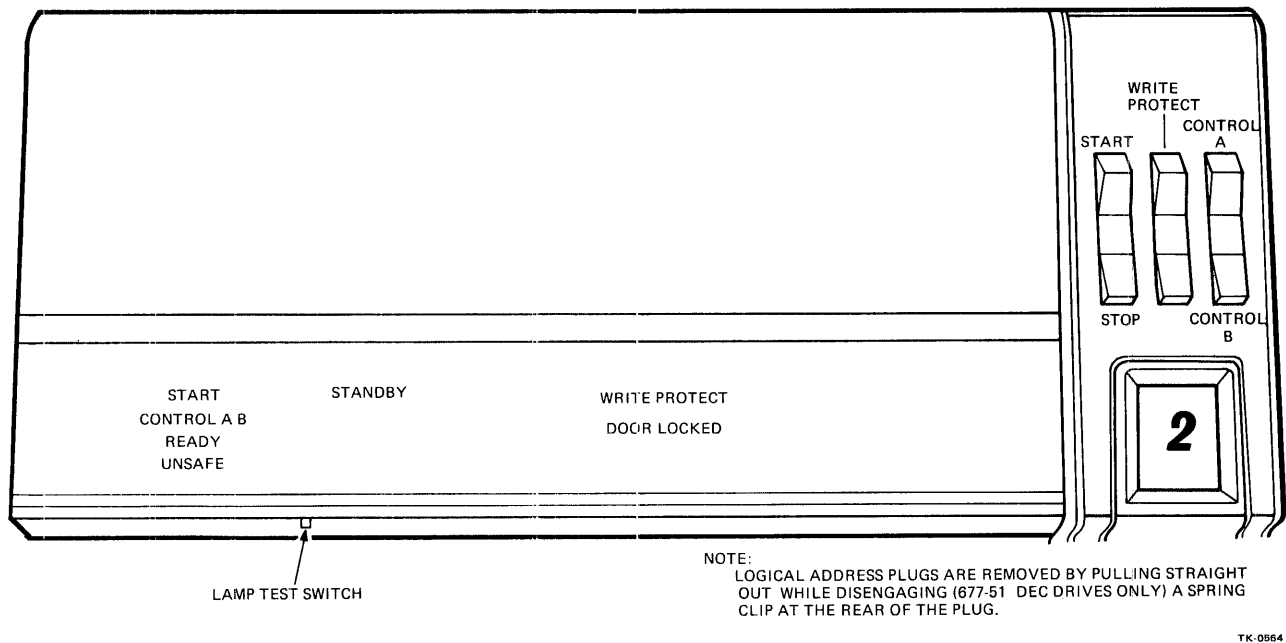 WRITE
PROTECT
CONTROL
A
START
STOP
CONTROL
B
START
STANDBY
WRITE PROTECT
CONTROL A B
DOOR LOCKED
READY
UNSAFE
2
LAMP TEST SWITCH
NOTE:
LOGICAL ADDRESS PLUGS ARE REMOVED BY PULLING STRAIGHT
OUT WHILE DISENGAGING (677-51 DEC DRIVES ONLY) A SPRING
CLIP AT THE REAR OF THE PLUG.
TK-0564